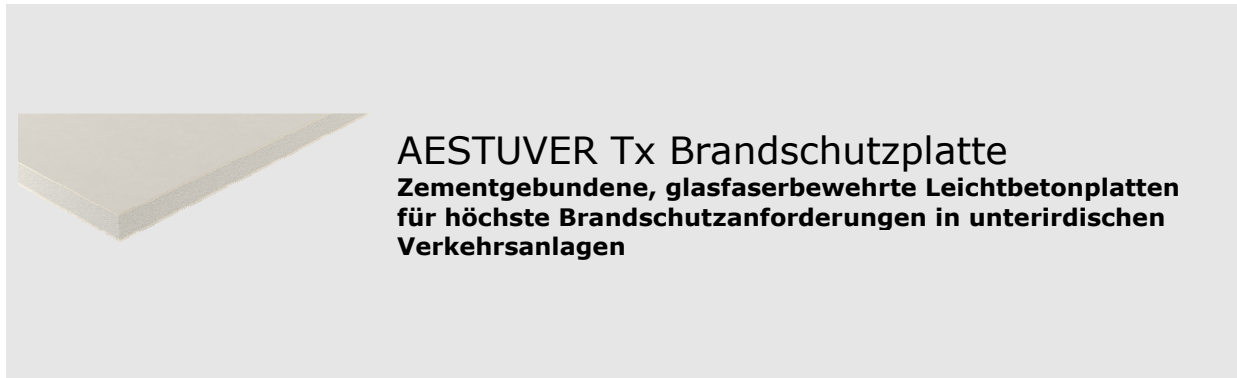 AESTUVER Tx Brandschutzplatte
Zementgebundene, glasfaserbewehrte Leichtbetonplatten
für höchste Brandschutzanforderungen in unterirdischen
Verkehrsanlagen